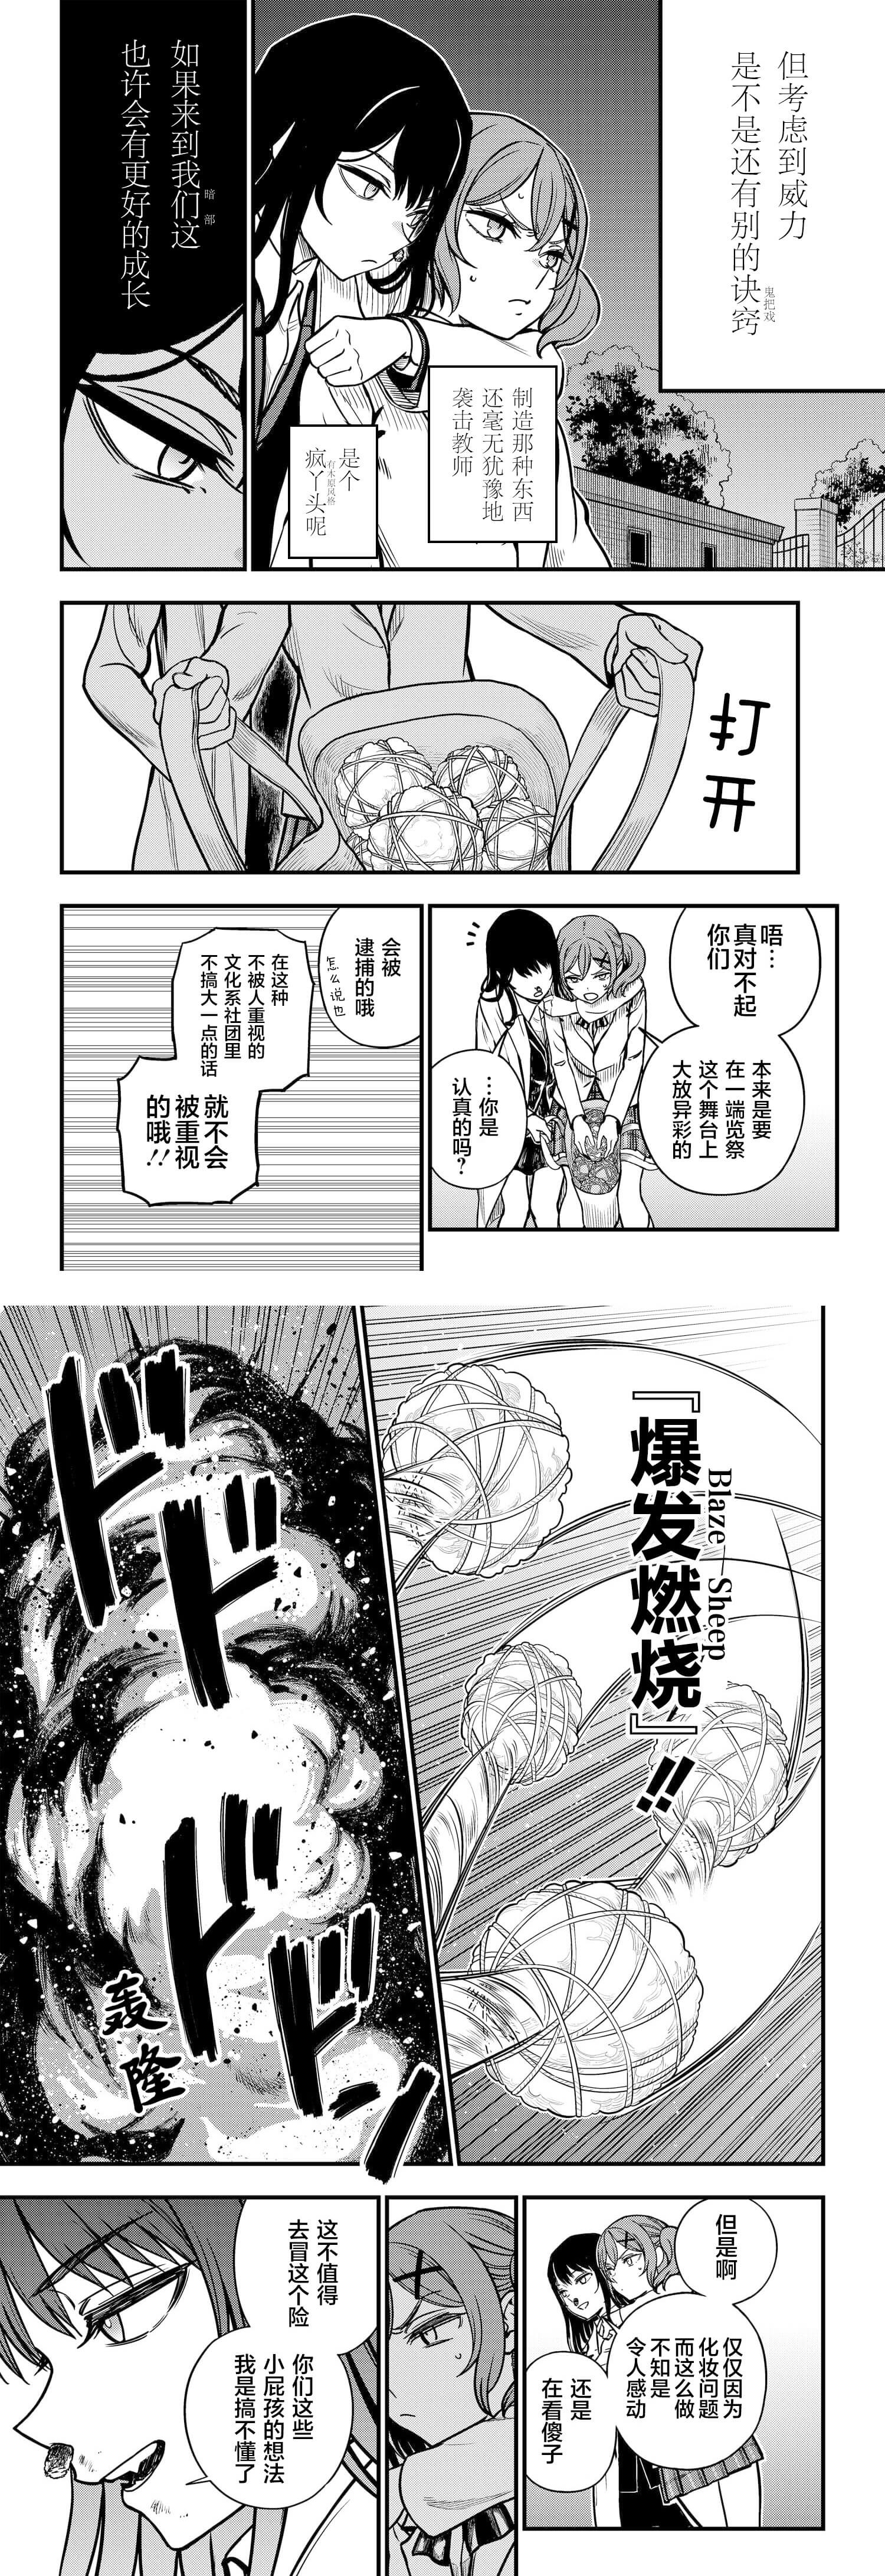 但考虑到威力
是不是还有别的诀窍
鬼把戏
制造那种东西
还毫无犹豫地
袭击教师
是个
有木原风格
疯丫头呢
如果来到我们这
暗部
也许会有更好的成长
打开
唔…
真对不起
你们
本来是要
在一端览祭
这个舞台上
大放异彩的
…你是
认真的吗?
会被
逮捕的哦
怎么说也
在这种
不被人重视的
文化系社团里
不搞大一点的话
就不会
被重视
的哦!!
Blaze—Sheep
『爆发燃烧』!!
ドドドド
轰隆
但是啊
仅仅因为
化妆问题
而这么做
不知是
令人感动
还是
在看傻子
这不值得
去冒这个险
你们这些
小屁孩的想法
我是搞不懂了